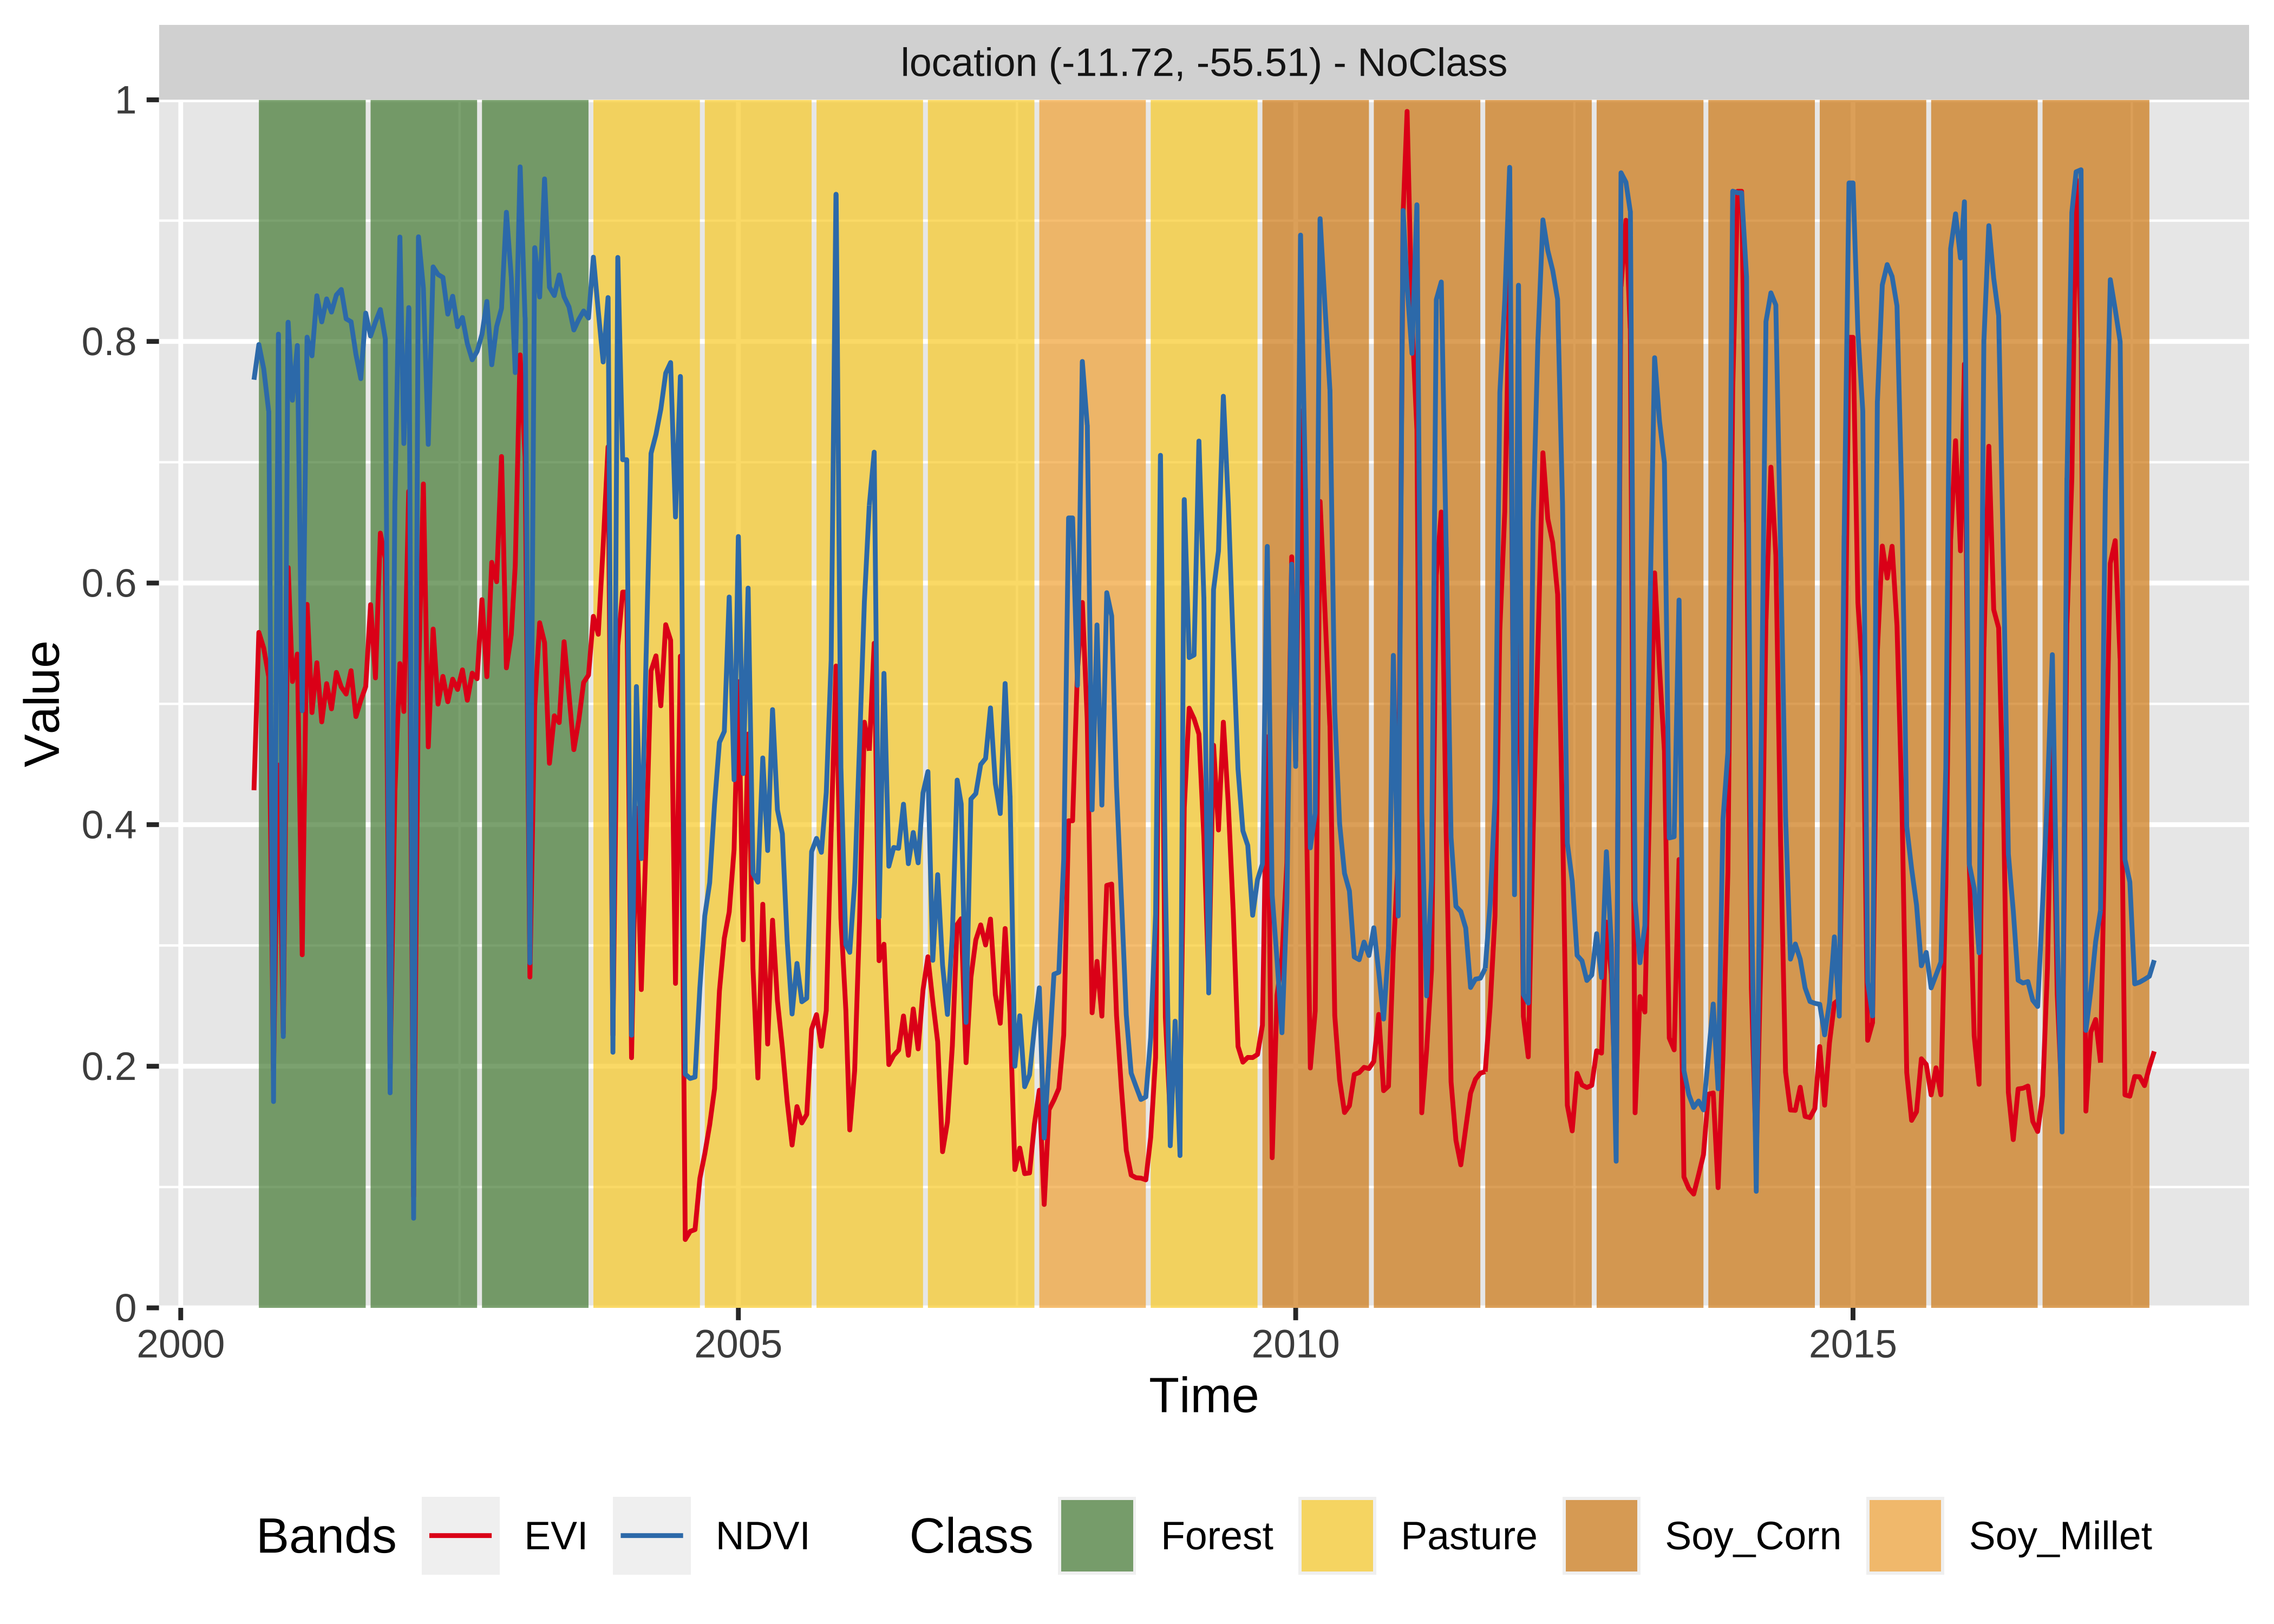 location (-11.72, -55.51) - NoClass
1
0.8
0.6
0.4
0.2
0
Value
2000 2005 2010 2015
Time
Bands EVI NDVI Class Forest Pasture Soy_Corn Soy_Millet